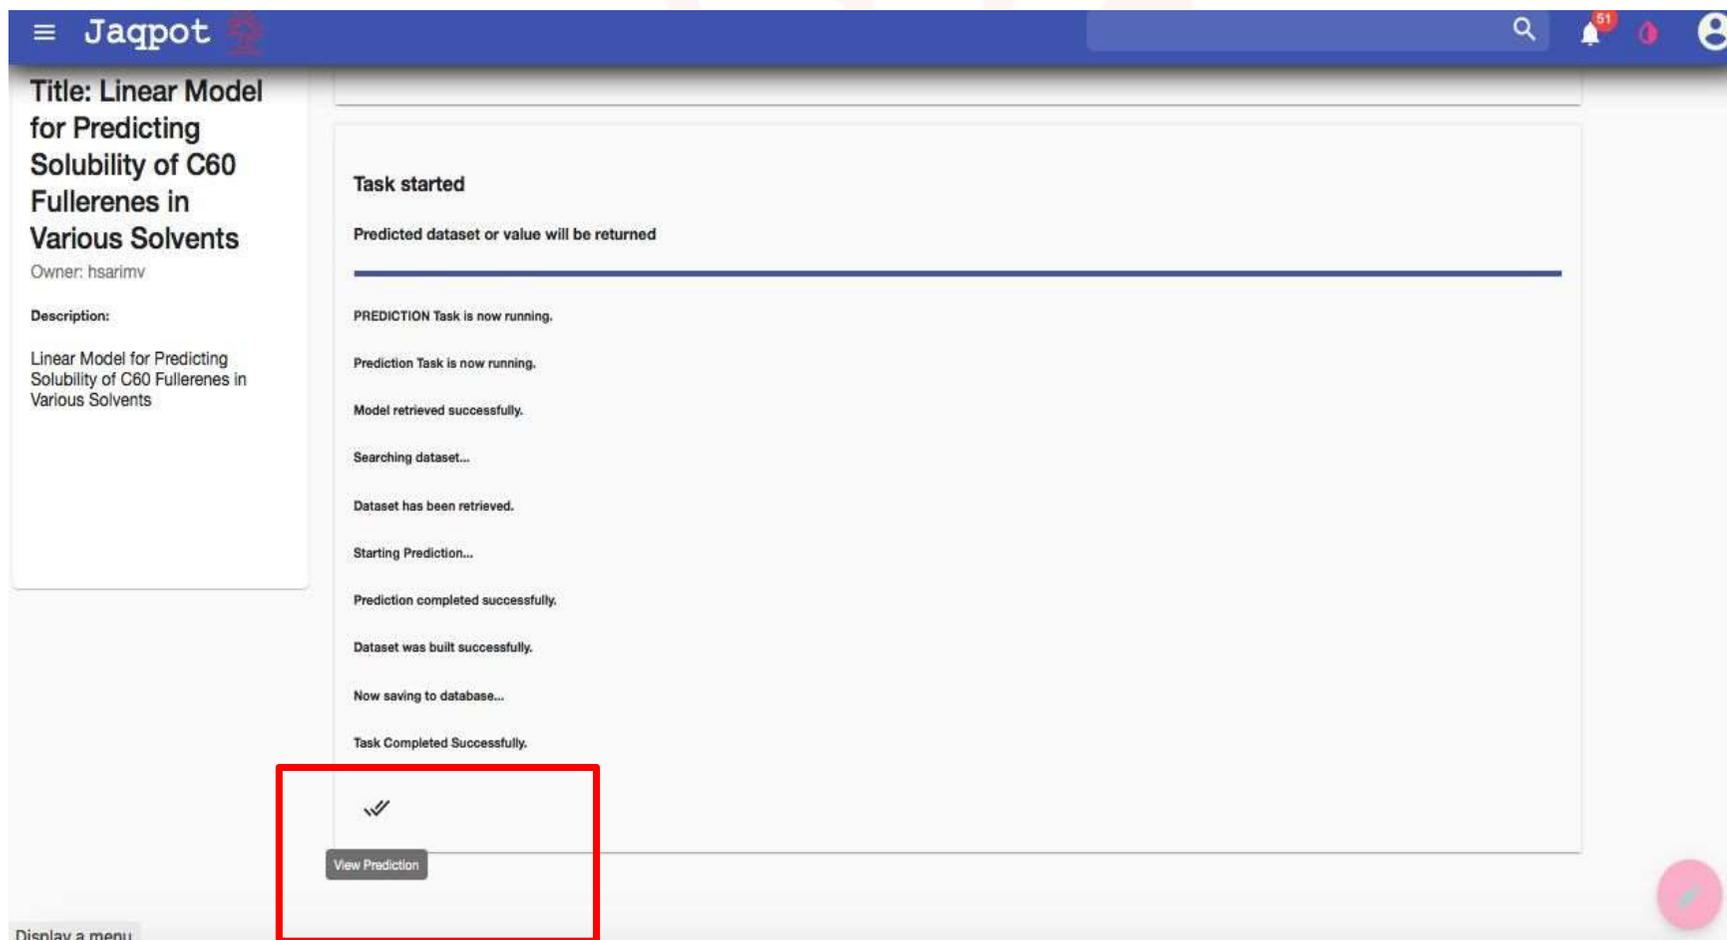 Jaqpot
51
Title: Linear Model
for Predicting
Solubility of C60
Fullerenes in
Various Solvents
Owner: hsarimv
Description:
Linear Model for Predicting
Solubility of C60 Fullerenes in
Various Solvents
Task started
Predicted dataset or value will be returned
PREDICTION Task is now running.
Prediction Task is now running.
Model retrieved successfully.
Searching dataset...
Dataset has been retrieved.
Starting Prediction...
Prediction completed successfully.
Dataset was built successfully.
Now saving to database...
Task Completed Successfully.
View Prediction
Display a menu